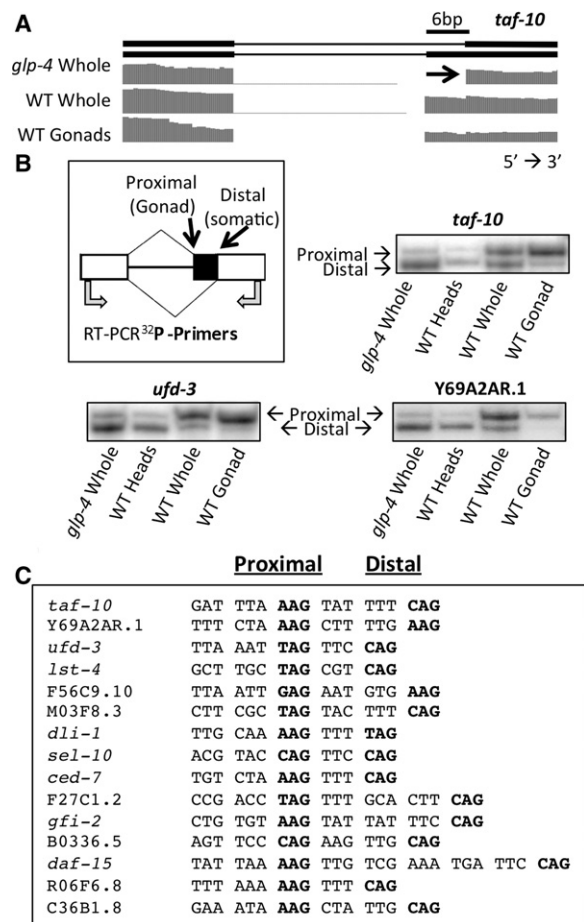 A
6bp
taf-10
glp-4 Whole
WT Whole
WT Gonads
5' → 3'
B
Proximal
(Gonad)
Distal
(somatic)
RT-PCR ³²P -Primers
taf-10
Proximal →
Distal →
glp-4 Whole
WT Heads
WT Whole
WT Gonad
ufd-3
glp-4 Whole
WT Heads
WT Whole
WT Gonad
← Proximal →
← Distal →
Y69A2AR.1
glp-4 Whole
WT Heads
WT Whole
WT Gonad
C
Proximal Distal
taf-10 GAT TTA AAG TAT TTT CAG
Y69A2AR.1 TTT CTA AAG CTT TTG AAG
ufd-3 TTA AAT TAG TTC CAG
lst-4 GCT TGC TAG CGT CAG
F56C9.10 TTA ATT GAG AAT GTG AAG
M03F8.3 CTT CGC TAG TAC TTT CAG
dli-1 TTG CAA AAG TTT TAG
sel-10 ACG TAC CAG TTC CAG
ced-7 TGT CTA AAG TTT CAG
F27C1.2 CCG ACC TAG TTT GCA CTT CAG
gfi-2 CTG TGT AAG TAT TAT TTC CAG
B0336.5 AGT TCC CAG AAG TTG CAG
daf-15 TAT TAA AAG TTG TCG AAA TGA TTC CAG
R06F6.8 TTT AAA AAG TTT CAG
C36B1.8 GAA ATA AAG CTA TTG CAG